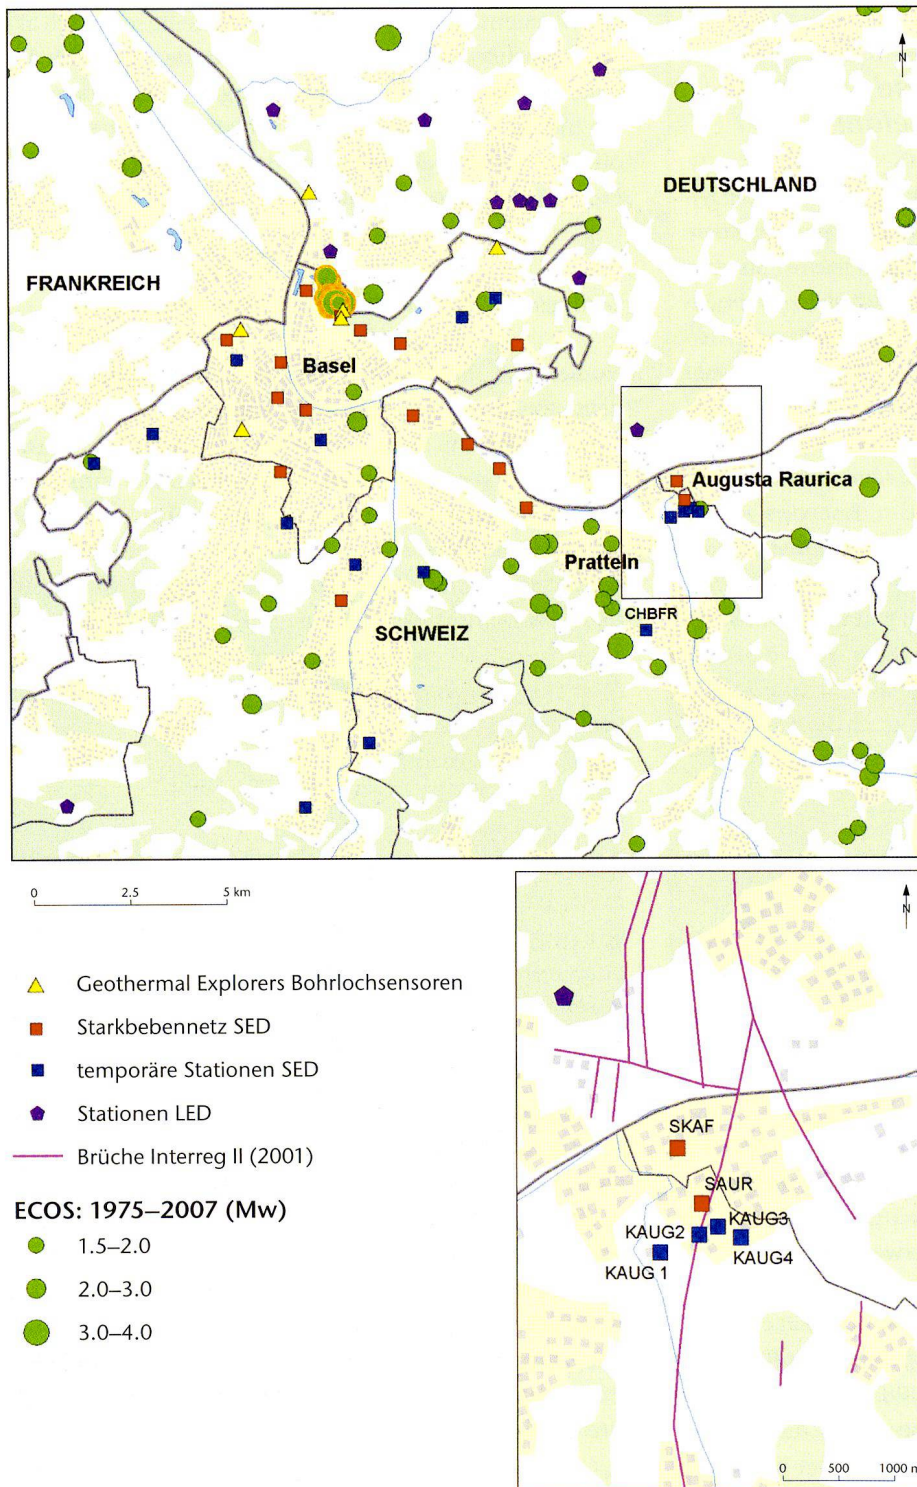 N
DEUTSCHLAND
FRANKREICH
Basel
Augusta Raurica
Pratteln
CHBFR
SCHWEIZ
0 2.5 5 km
Geothermal Explorers Bohrlochsensoren
Starkbebennetz SED
temporäre Stationen SED
Stationen LED
Brüche Interreg II (2001)
ECOS: 1975–2007 (Mw)
1.5–2.0
2.0–3.0
3.0–4.0
N
SKAF
SAUR
KAUG2
KAUG3
KAUG 1
KAUG4
0 500 1000 m